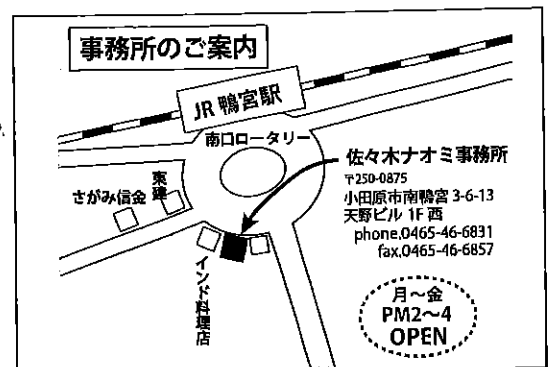 事務所のご案内
JR 鴨宮駅
南口ロータリー
佐々木ナオミ事務所
〒250-0875
小田原市南鴨宮 3-6-13
天野ビル 1F 西
phone.0465-46-6831
fax.0465-46-6857
東建
さがみ信金
インド料理店
月～金
PM2～4
OPEN